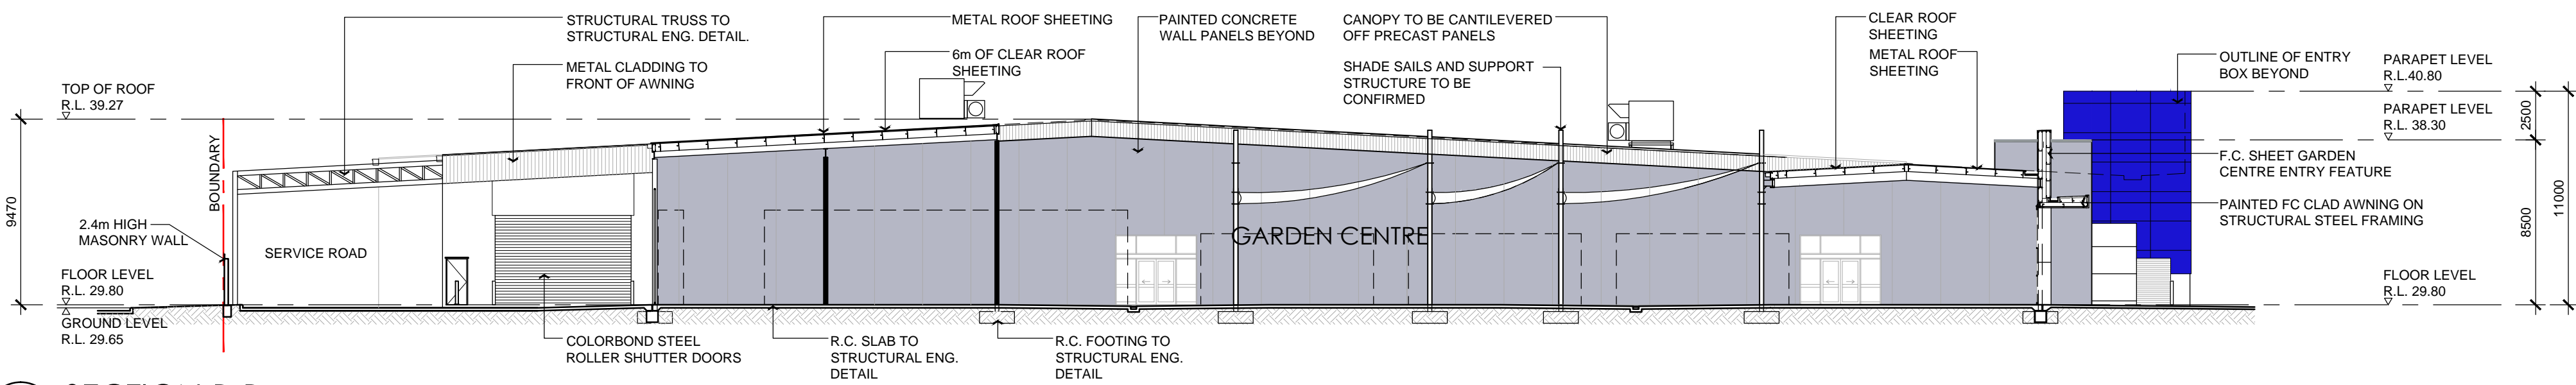 STRUCTURAL TRUSS TO
STRUCTURAL ENG. DETAIL.
METAL CLADDING TO
FRONT OF AWNING
METAL ROOF SHEETING
6m OF CLEAR ROOF
SHEETING
PAINTED CONCRETE
WALL PANELS BEYOND
CANOPY TO BE CANTILEVERED
OFF PRECAST PANELS
SHADE SAILS AND SUPPORT
STRUCTURE TO BE
CONFIRMED
CLEAR ROOF
SHEETING
METAL ROOF
SHEETING
OUTLINE OF ENTRY
BOX BEYOND
PARAPET LEVEL
R.L.40.80
PARAPET LEVEL
R.L. 38.30
F.C. SHEET GARDEN
CENTRE ENTRY FEATURE
PAINTED FC CLAD AWNING ON
STRUCTURAL STEEL FRAMING
FLOOR LEVEL
R.L. 29.80
2500
8500
11000
TOP OF ROOF
R.L. 39.27
9470
BOUNDARY
2.4m HIGH
MASONRY WALL
SERVICE ROAD
GARDEN CENTRE
FLOOR LEVEL
R.L. 29.80
GROUND LEVEL
R.L. 29.65
COLORBOND STEEL
ROLLER SHUTTER DOORS
R.C. SLAB TO
STRUCTURAL ENG.
DETAIL
R.C. FOOTING TO
STRUCTURAL ENG.
DETAIL